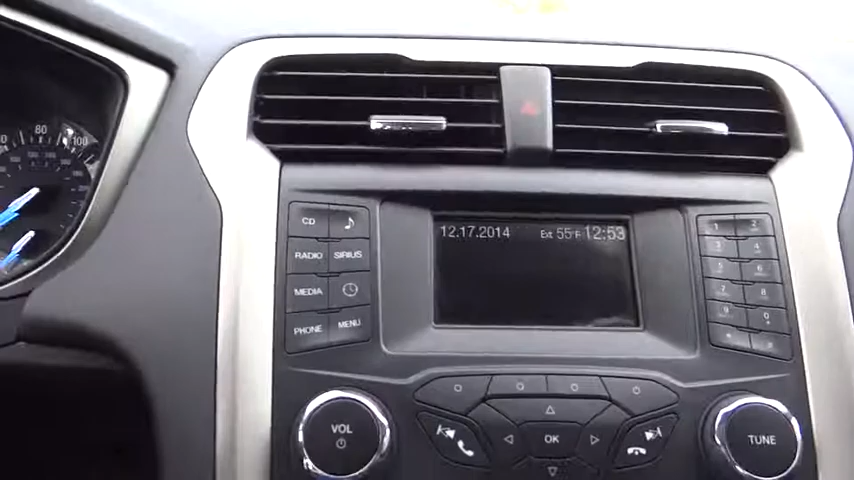 80
100
12.17.2014 Ext 55°F 12:53
CD
RADIO SIRIUS
MEDIA
PHONE MENU
1 2
3 4
5 6
7 8
9 0
* #
VOL
OK
TUNE